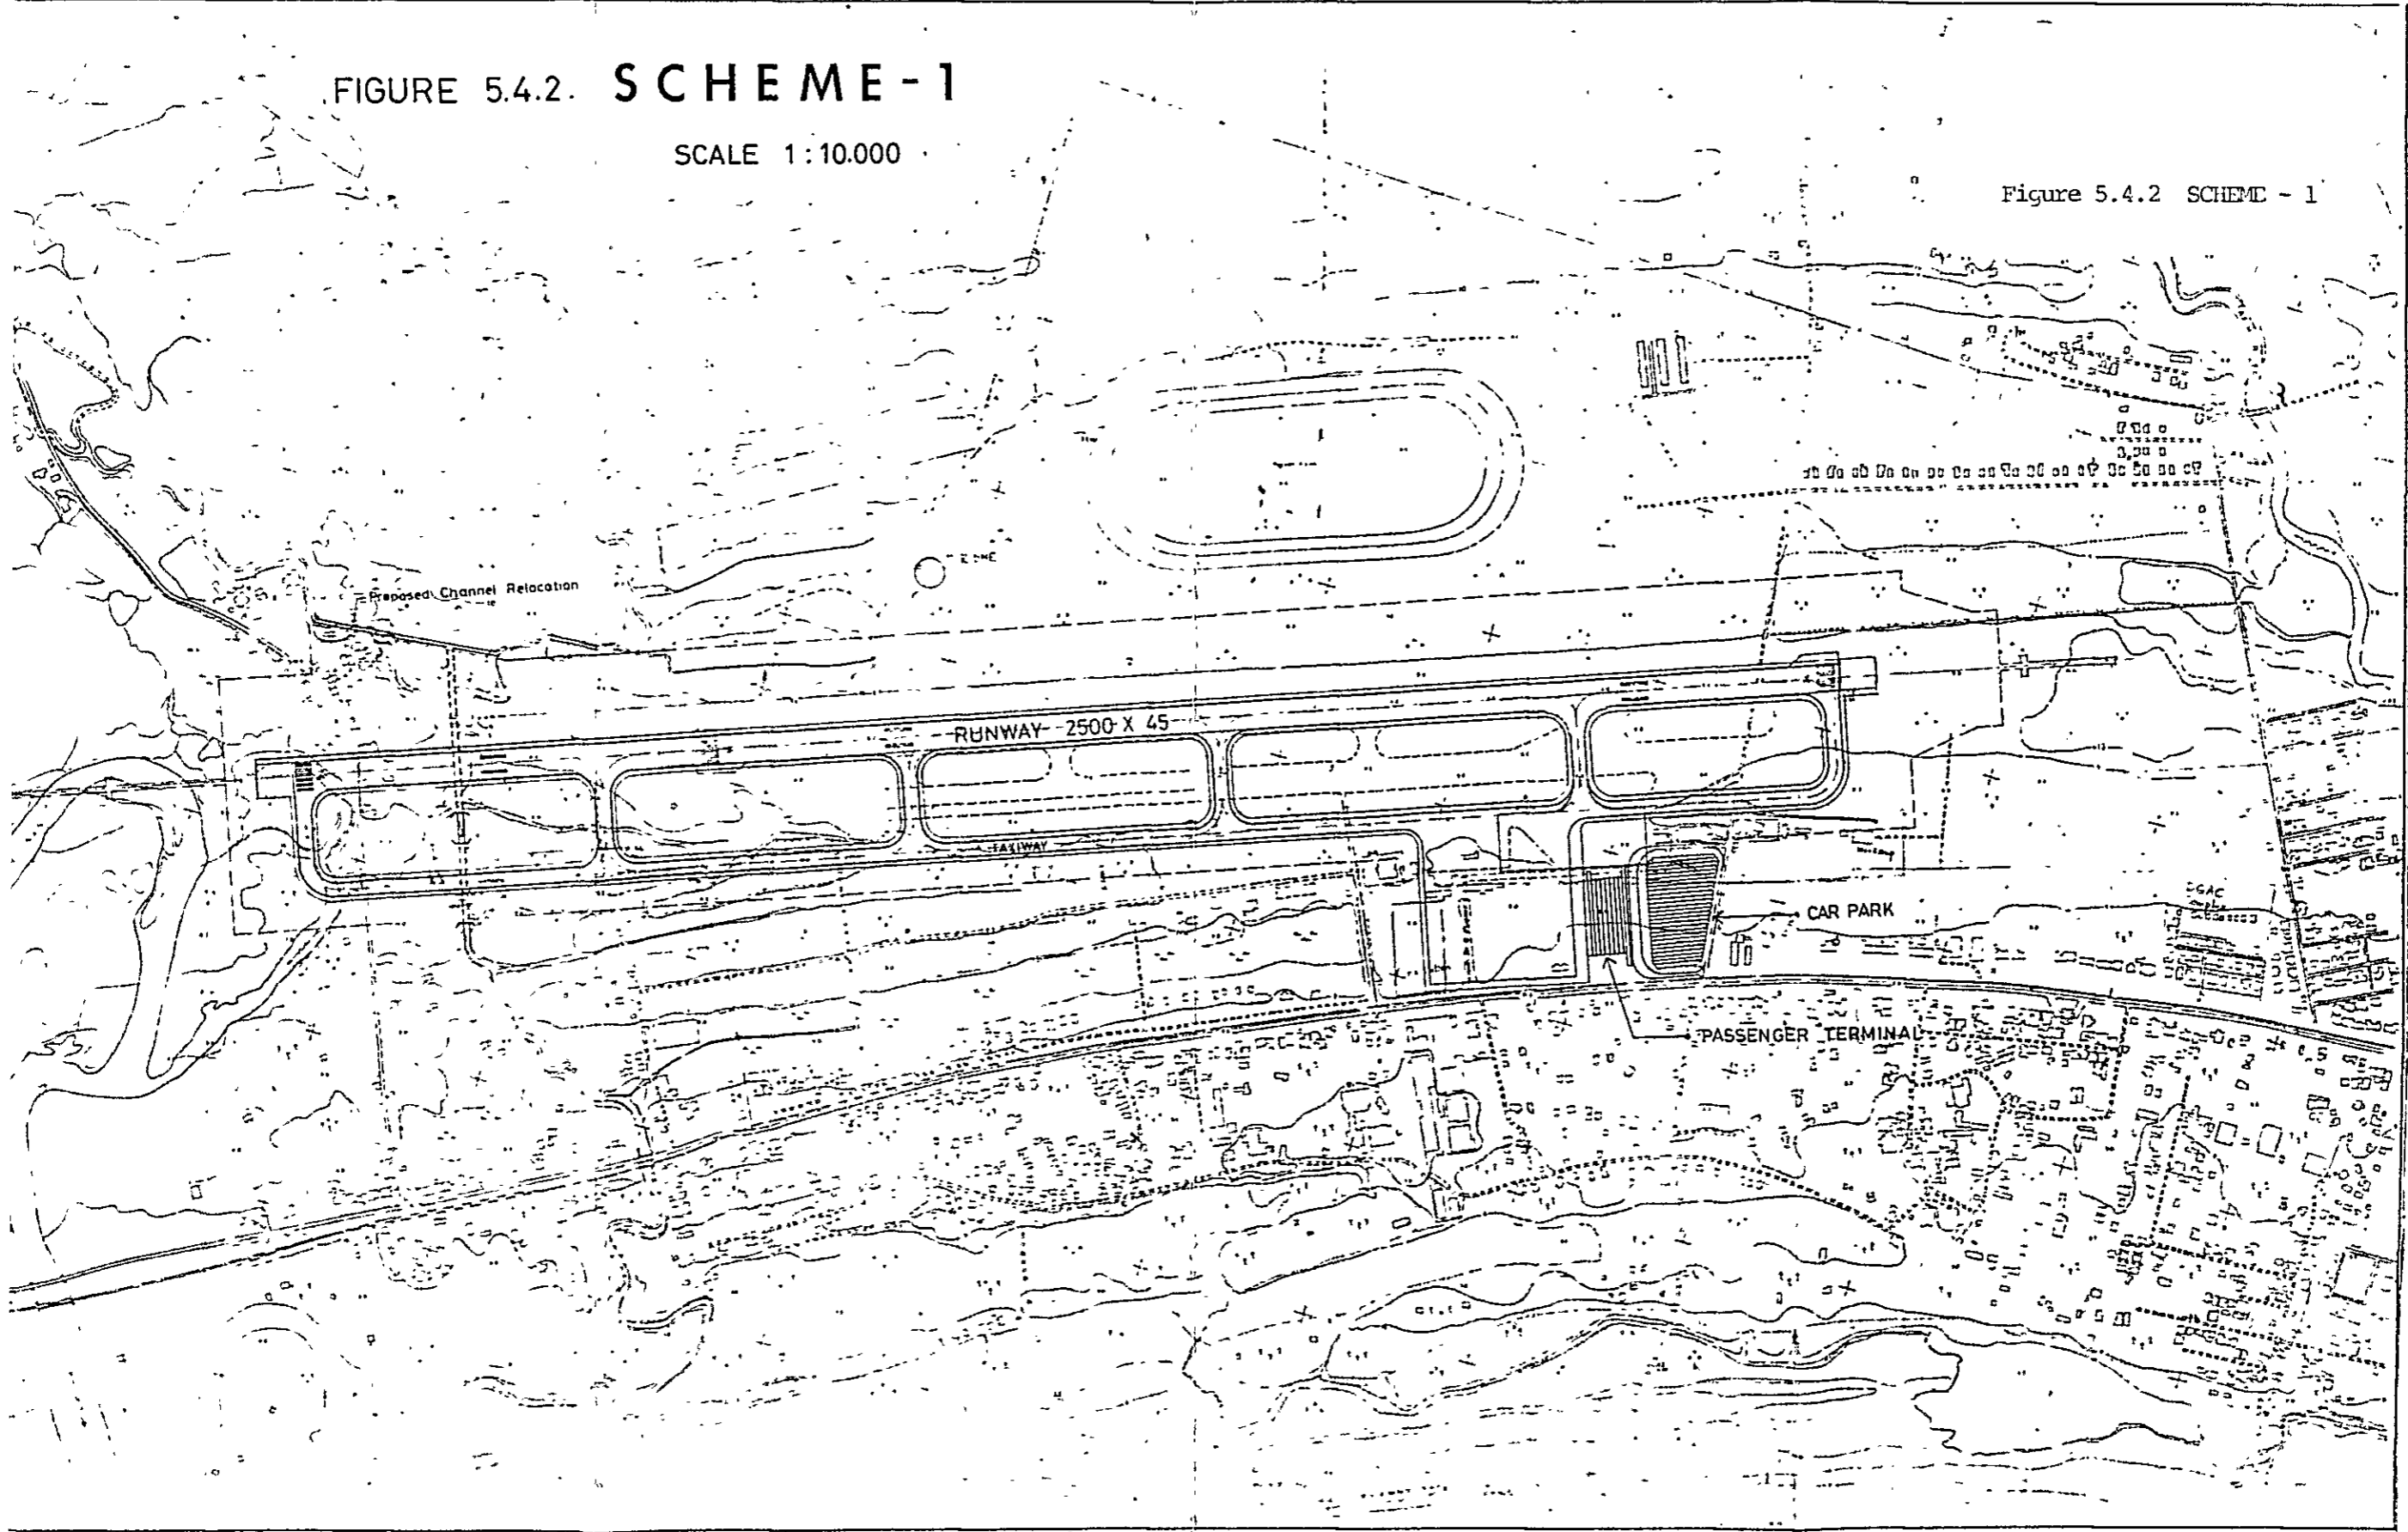 FIGURE 5.4.2. SCHEME-1
SCALE 1:10.000
Figure 5.4.2 SCHEME - 1
Proposed Channel Relocation
RUNWAY 2500 X 45
TAXIWAY
CAR PARK
PASSENGER TERMINAL